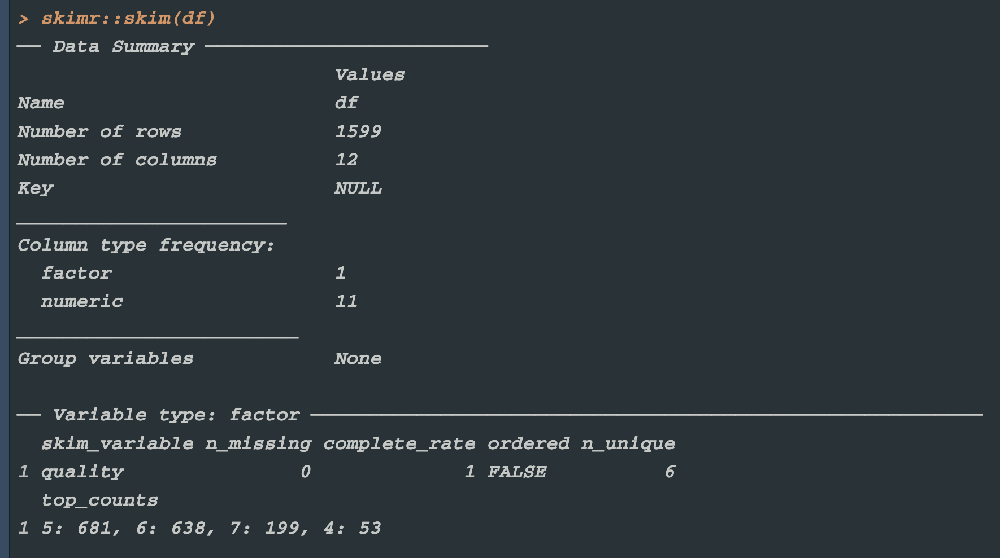 > skimr::skim(df)
── Data Summary ────────────────────────
                           Values
Name                       df
Number of rows             1599
Number of columns          12
Key                        NULL
_______________________
Column type frequency:
  factor                   1
  numeric                  11
________________________
Group variables            None
── Variable type: factor ─────────────────────────────────────────────────────────
  skim_variable n_missing complete_rate ordered n_unique
1 quality               0             1 FALSE          6
  top_counts
1 5: 681, 6: 638, 7: 199, 4: 53